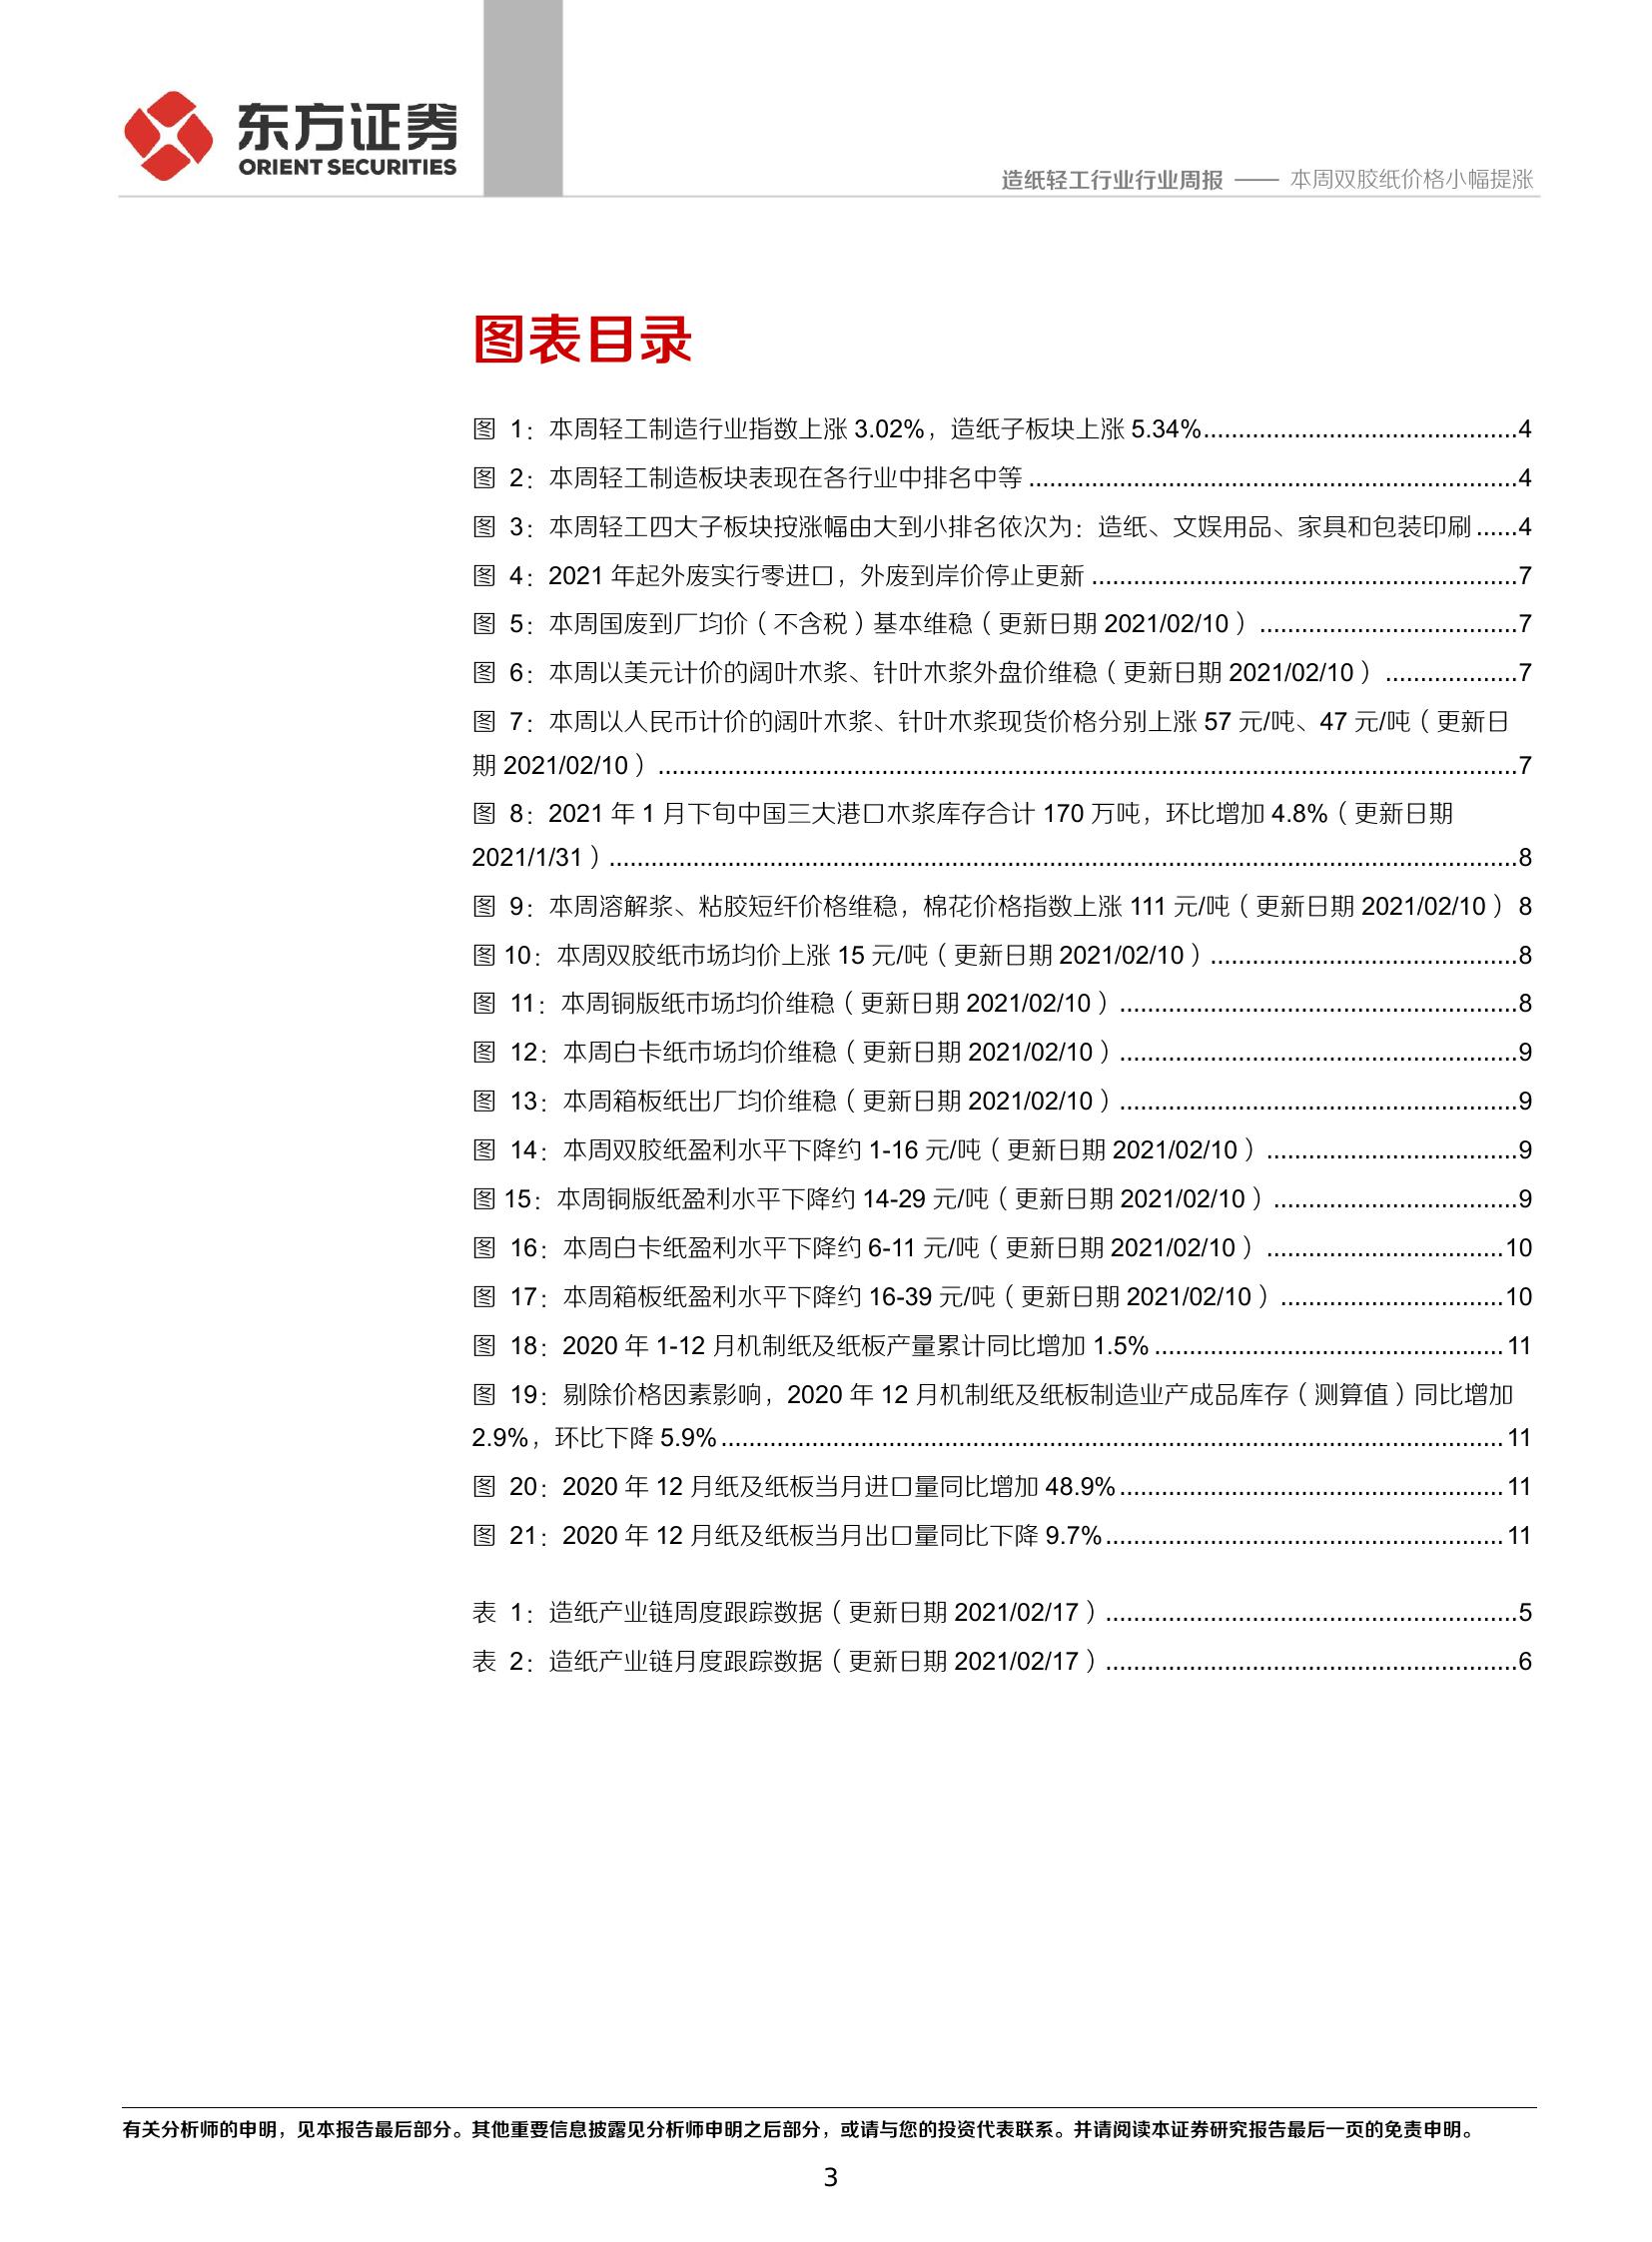 东方证券
ORIENT SECURITIES
造纸轻工行业行业周报 —— 本周双胶纸价格小幅提涨
图表目录
图 1：本周轻工制造行业指数上涨 3.02%，造纸子板块上涨 5.34%.............................................4
图 2：本周轻工制造板块表现在各行业中排名中等 ......................................................................4
图 3：本周轻工四大子板块按涨幅由大到小排名依次为：造纸、文娱用品、家具和包装印刷 ......4
图 4：2021 年起外废实行零进口，外废到岸价停止更新 .............................................................7
图 5：本周国废到厂均价（不含税）基本维稳（更新日期 2021/02/10） .....................................7
图 6：本周以美元计价的阔叶木浆、针叶木浆外盘价维稳（更新日期 2021/02/10） ...................7
图 7：本周以人民币计价的阔叶木浆、针叶木浆现货价格分别上涨 57 元/吨、47 元/吨（更新日
期 2021/02/10） ...........................................................................................................................7
图 8：2021 年 1 月下旬中国三大港口木浆库存合计 170 万吨，环比增加 4.8%（更新日期
2021/1/31）..................................................................................................................................8
图 9：本周溶解浆、粘胶短纤价格维稳，棉花价格指数上涨 111 元/吨（更新日期 2021/02/10） 8
图 10：本周双胶纸市场均价上涨 15 元/吨（更新日期 2021/02/10）............................................8
图 11：本周铜版纸市场均价维稳（更新日期 2021/02/10） .........................................................8
图 12：本周白卡纸市场均价维稳（更新日期 2021/02/10）.........................................................9
图 13：本周箱板纸出厂均价维稳（更新日期 2021/02/10） .........................................................9
图 14：本周双胶纸盈利水平下降约 1-16 元/吨（更新日期 2021/02/10） ....................................9
图 15：本周铜版纸盈利水平下降约 14-29 元/吨（更新日期 2021/02/10） ...................................9
图 16：本周白卡纸盈利水平下降约 6-11 元/吨（更新日期 2021/02/10） ..................................10
图 17：本周箱板纸盈利水平下降约 16-39 元/吨（更新日期 2021/02/10） ................................10
图 18：2020 年 1-12 月机制纸及纸板产量累计同比增加 1.5% ..................................................11
图 19：剔除价格因素影响，2020 年 12 月机制纸及纸板制造业产成品库存（测算值）同比增加
2.9%，环比下降 5.9%................................................................................................................11
图 20：2020 年 12 月纸及纸板当月进口量同比增加 48.9%.......................................................11
图 21：2020 年 12 月纸及纸板当月出口量同比下降 9.7%.........................................................11
表 1：造纸产业链周度跟踪数据（更新日期 2021/02/17）...........................................................5
表 2：造纸产业链月度跟踪数据（更新日期 2021/02/17）...........................................................6
有关分析师的申明，见本报告最后部分。其他重要信息披露见分析师申明之后部分，或请与您的投资代表联系。并请阅读本证券研究报告最后一页的免责申明。
3